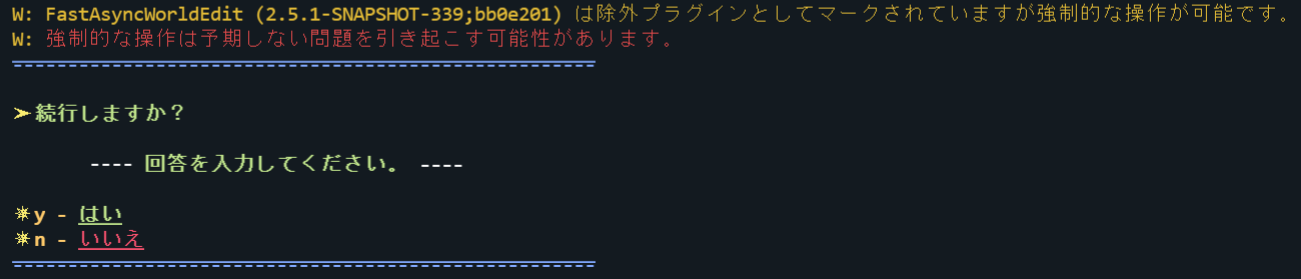 W: FastAsyncWorldEdit (2.5.1-SNAPSHOT-339;bb0e201) は除外プラグインとしてマークされていますが強制的な操作が可能です。
W: 強制的な操作は予期しない問題を引き起こす可能性があります。
➢続行しますか？
---- 回答を入力してください。 ----
✴y - はい
✴n - いいえ